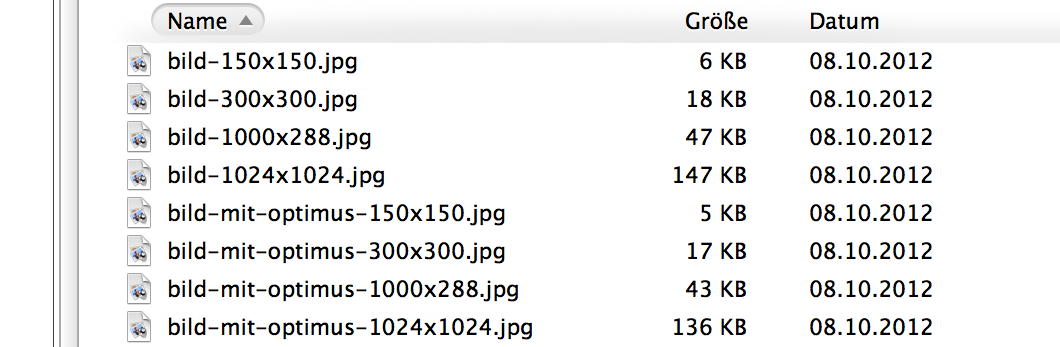 Name Größe Datum
bild-150x150.jpg 6 KB 08.10.2012
bild-300x300.jpg 18 KB 08.10.2012
bild-1000x288.jpg 47 KB 08.10.2012
bild-1024x1024.jpg 147 KB 08.10.2012
bild-mit-optimus-150x150.jpg 5 KB 08.10.2012
bild-mit-optimus-300x300.jpg 17 KB 08.10.2012
bild-mit-optimus-1000x288.jpg 43 KB 08.10.2012
bild-mit-optimus-1024x1024.jpg 136 KB 08.10.2012